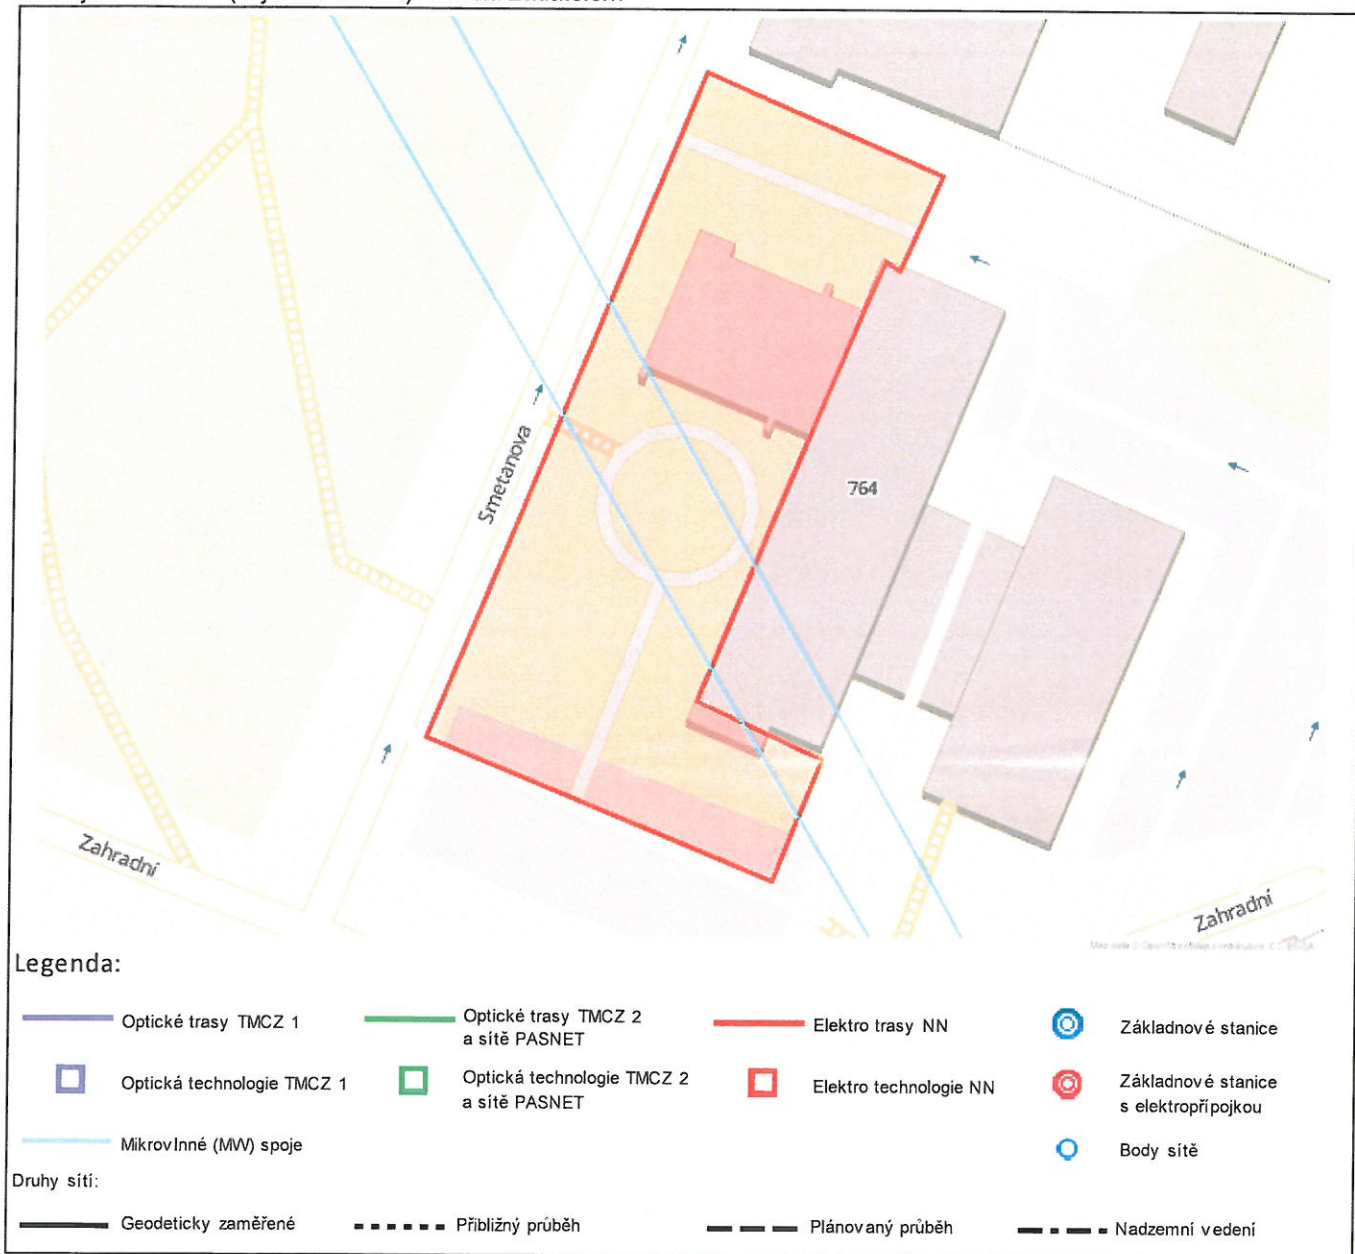 Smetanova
764
Zahradní
Zahradní
Legenda:
Optické trasy TMCZ 1
Optické trasy TMCZ 2
a sítě PASNET
Elektro trasy NN
Základnové stanice
Optická technologie TMCZ 1
Optická technologie TMCZ 2
a sítě PASNET
Elektro technologie NN
Základnové stanice
s elektropřípojkou
Mikrovlnné (MW) spoje
Body sítě
Druhy sítí:
Geodeticky zaměřené
Přibližný průběh
Plánovaný průběh
Nadzemní vedení